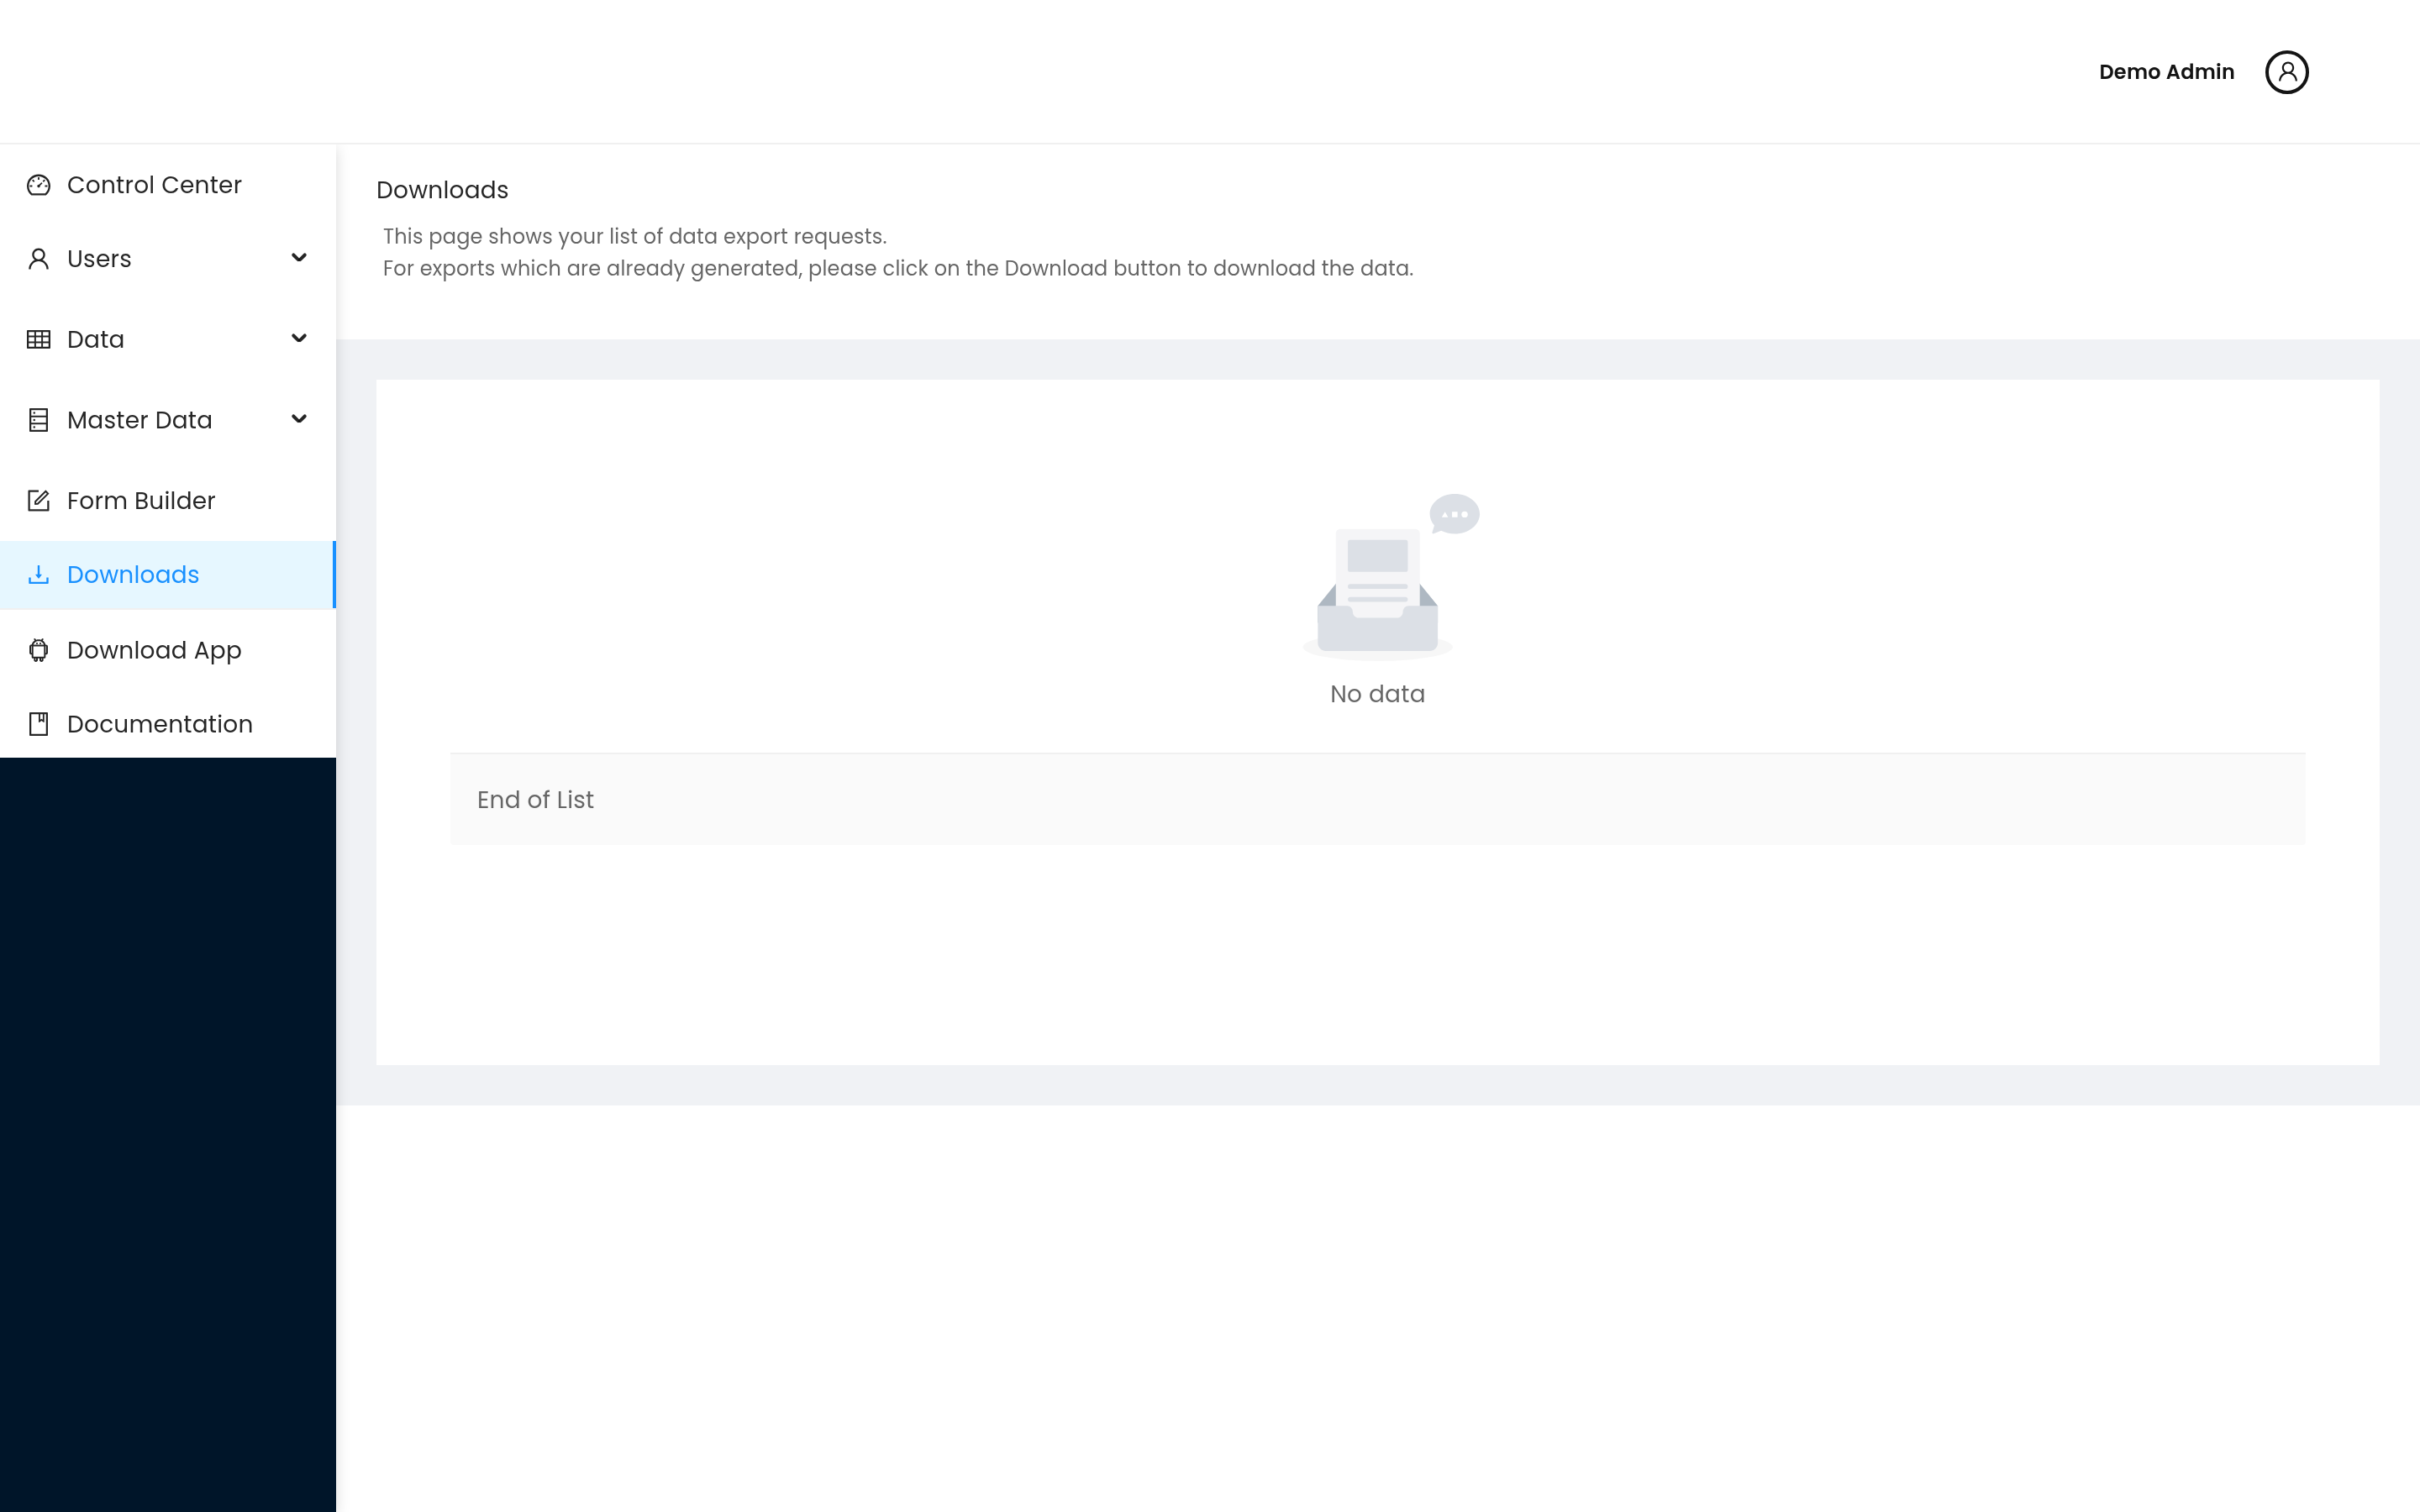 Demo Admin
Control Center
Users
Data
Master Data
Form Builder
Downloads
Download App
Documentation
Downloads
This page shows your list of data export requests.
For exports which are already generated, please click on the Download button to download the data.
No data
End of List